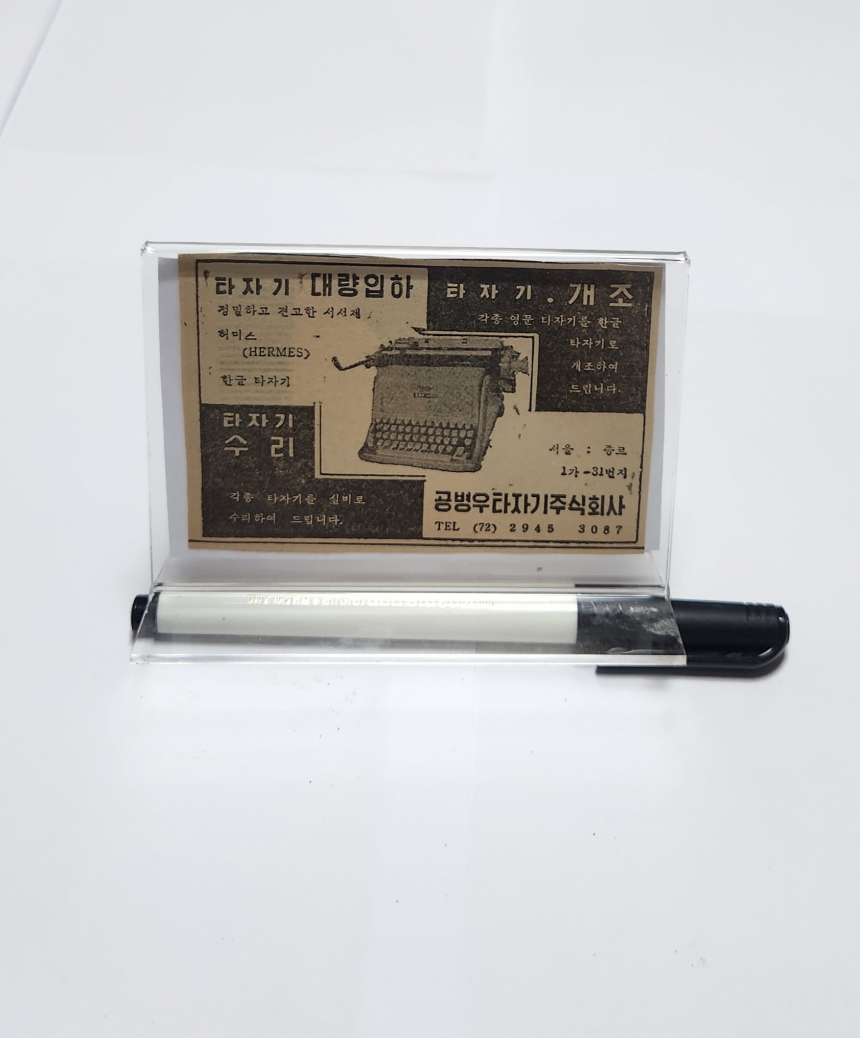 타자기 대량입하
정밀하고 견고한 서서제
허미스
(HERMES)
한글 타자기
타자기·개조
각종 영문 타자기를 한글
타자기로
개조하여
드립니다.
타자기
수리
각종 타자기를 실비로
수리하여 드립니다.
서울 : 종로
1가-31번지
공병우타자기주식회사
TEL (72) 2945 3087